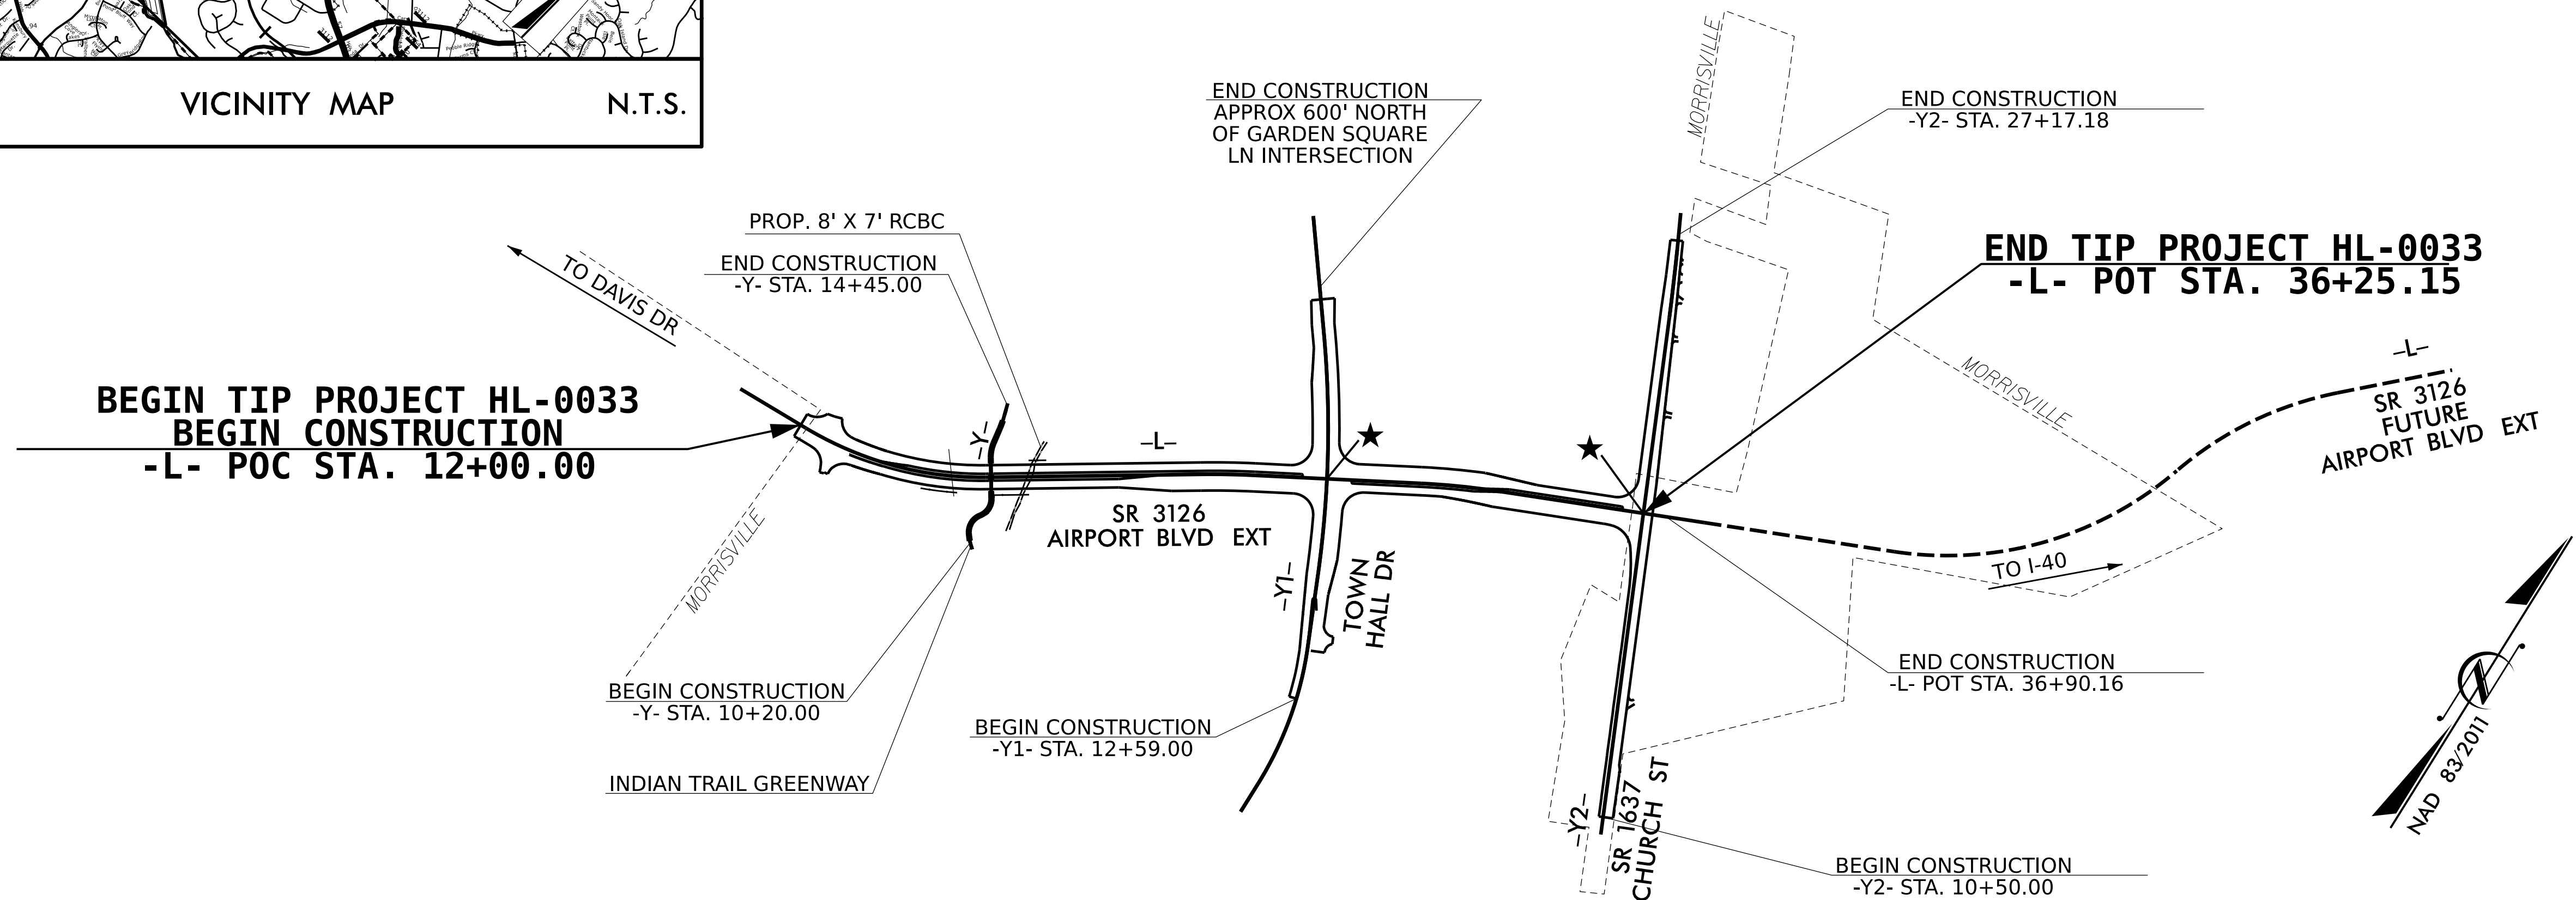 VICINITY MAP
N.T.S.
END CONSTRUCTION
APPROX 600' NORTH
OF GARDEN SQUARE
LN INTERSECTION
MORRISVILLE
END CONSTRUCTION
-Y2- STA. 27+17.18
PROP. 8' X 7' RCBC
END CONSTRUCTION
-Y- STA. 14+45.00
TO DAVIS DR
END TIP PROJECT HL-0033
-L- POT STA. 36+25.15
BEGIN TIP PROJECT HL-0033
BEGIN CONSTRUCTION
-L- POC STA. 12+00.00
-Y-
-L-
MORRISVILLE
-L-
SR 3126
FUTURE
AIRPORT BLVD EXT
SR 3126
AIRPORT BLVD EXT
MORRISVILLE
-Y1-
TOWN
HALL DR
TO I-40
BEGIN CONSTRUCTION
-Y- STA. 10+20.00
INDIAN TRAIL GREENWAY
BEGIN CONSTRUCTION
-Y1- STA. 12+59.00
END CONSTRUCTION
-L- POT STA. 36+90.16
NAD 83/2011
-Y2-
SR 1637
CHURCH ST
BEGIN CONSTRUCTION
-Y2- STA. 10+50.00